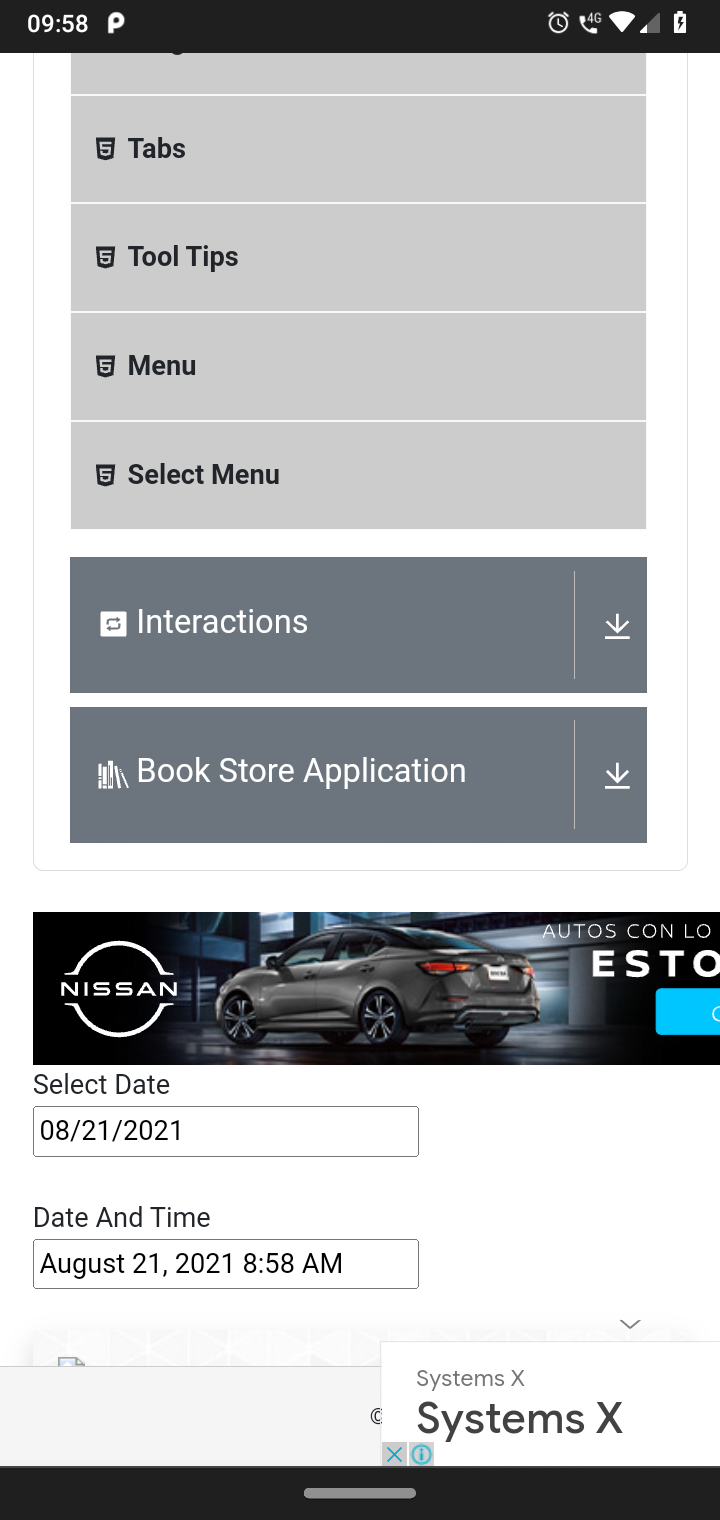 09:58
4G
Tabs
Tool Tips
Menu
Select Menu
Interactions
Book Store Application
NISSAN
AUTOS CON LO
ESTO
Select Date
08/21/2021
Date And Time
August 21, 2021 8:58 AM
Systems X
©
Systems X